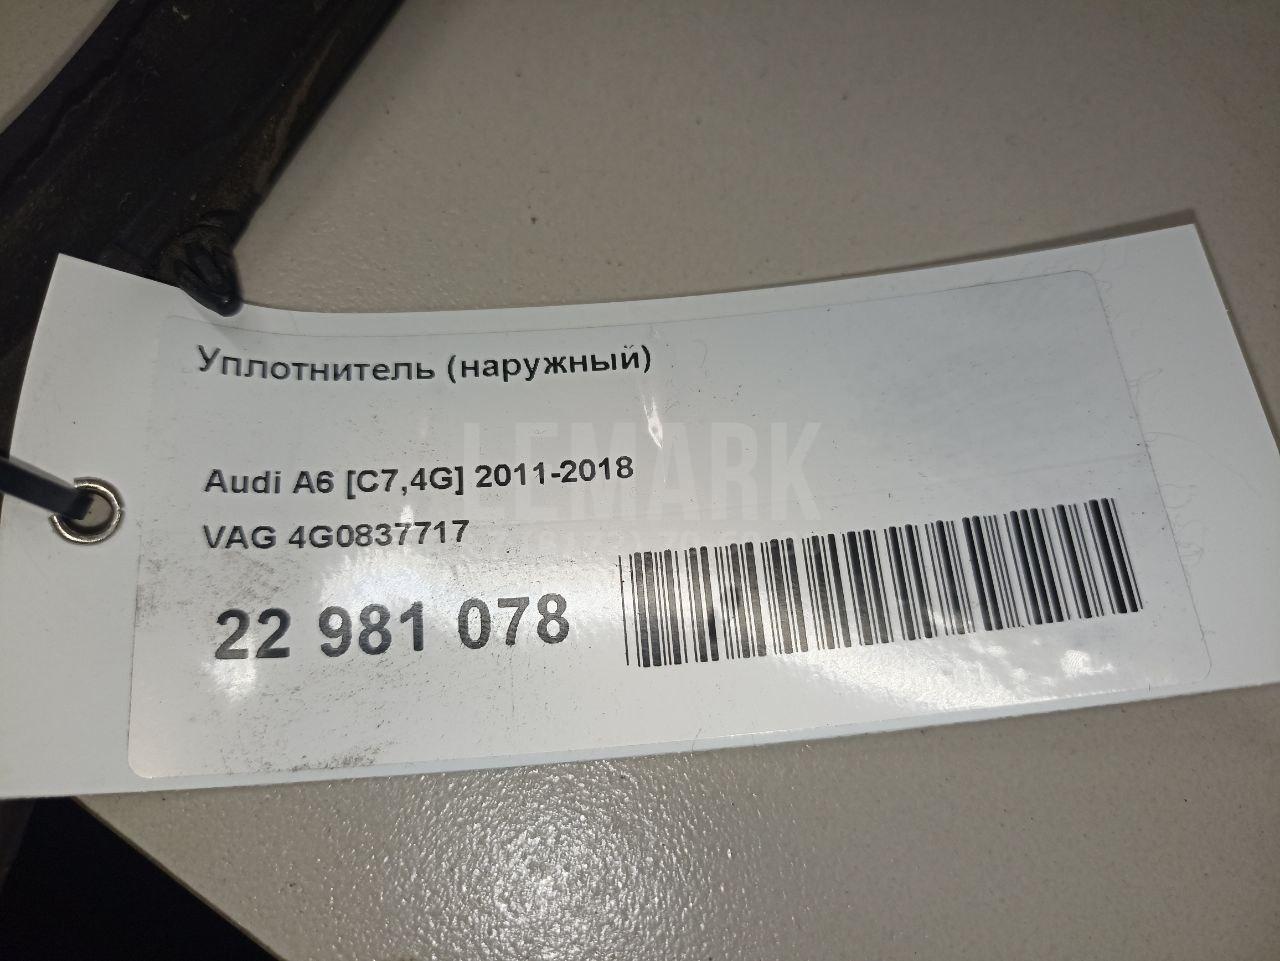 Уплотнитель (наружный)
LEMARK
Audi A6 [C7,4G] 2011-2018
VAG 4G0837717
22 981 078